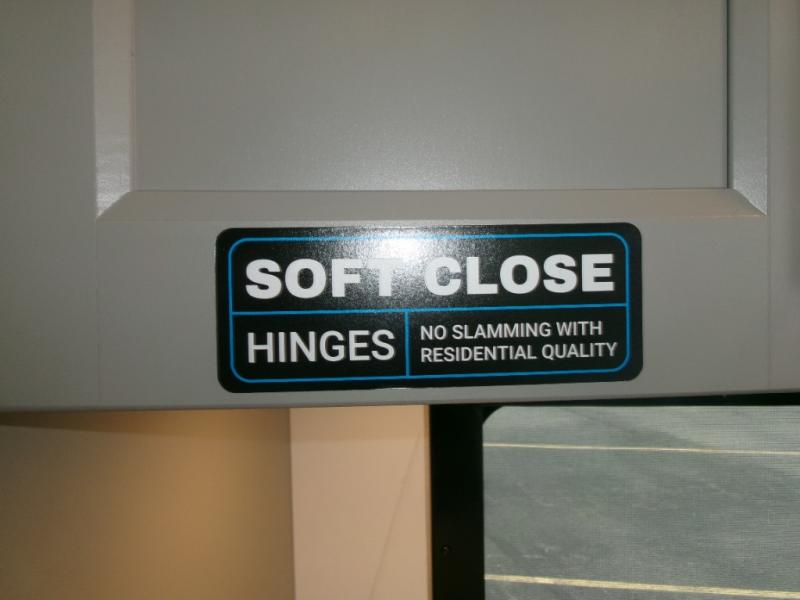 SOFT CLOSE
HINGES
NO SLAMMING WITH
RESIDENTIAL QUALITY